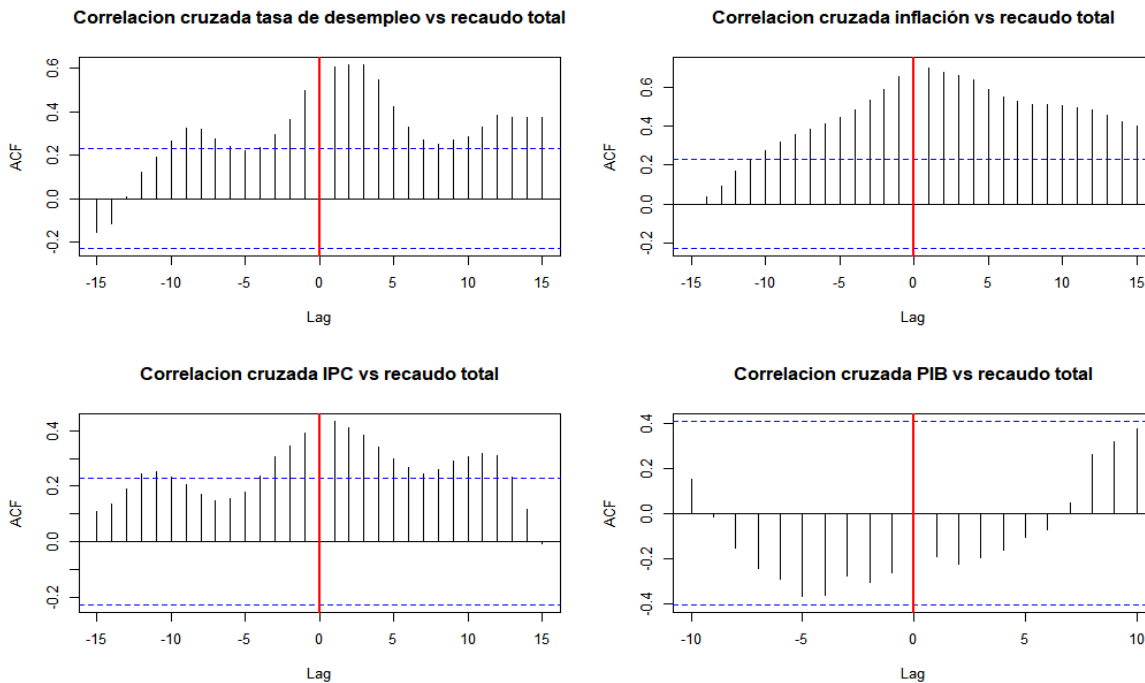 Correlacion cruzada tasa de desempleo vs recaudo total
ACF
0.6
0.4
0.2
0.0
-0.2
-15 -10 -5 0 5 10 15
Lag
Correlacion cruzada inflación vs recaudo total
ACF
0.6
0.4
0.2
0.0
-0.2
-15 -10 -5 0 5 10 15
Lag
Correlacion cruzada IPC vs recaudo total
ACF
0.4
0.2
0.0
-0.2
-15 -10 -5 0 5 10 15
Lag
Correlacion cruzada PIB vs recaudo total
ACF
0.4
0.2
0.0
-0.2
-0.4
-10 -5 0 5 10
Lag